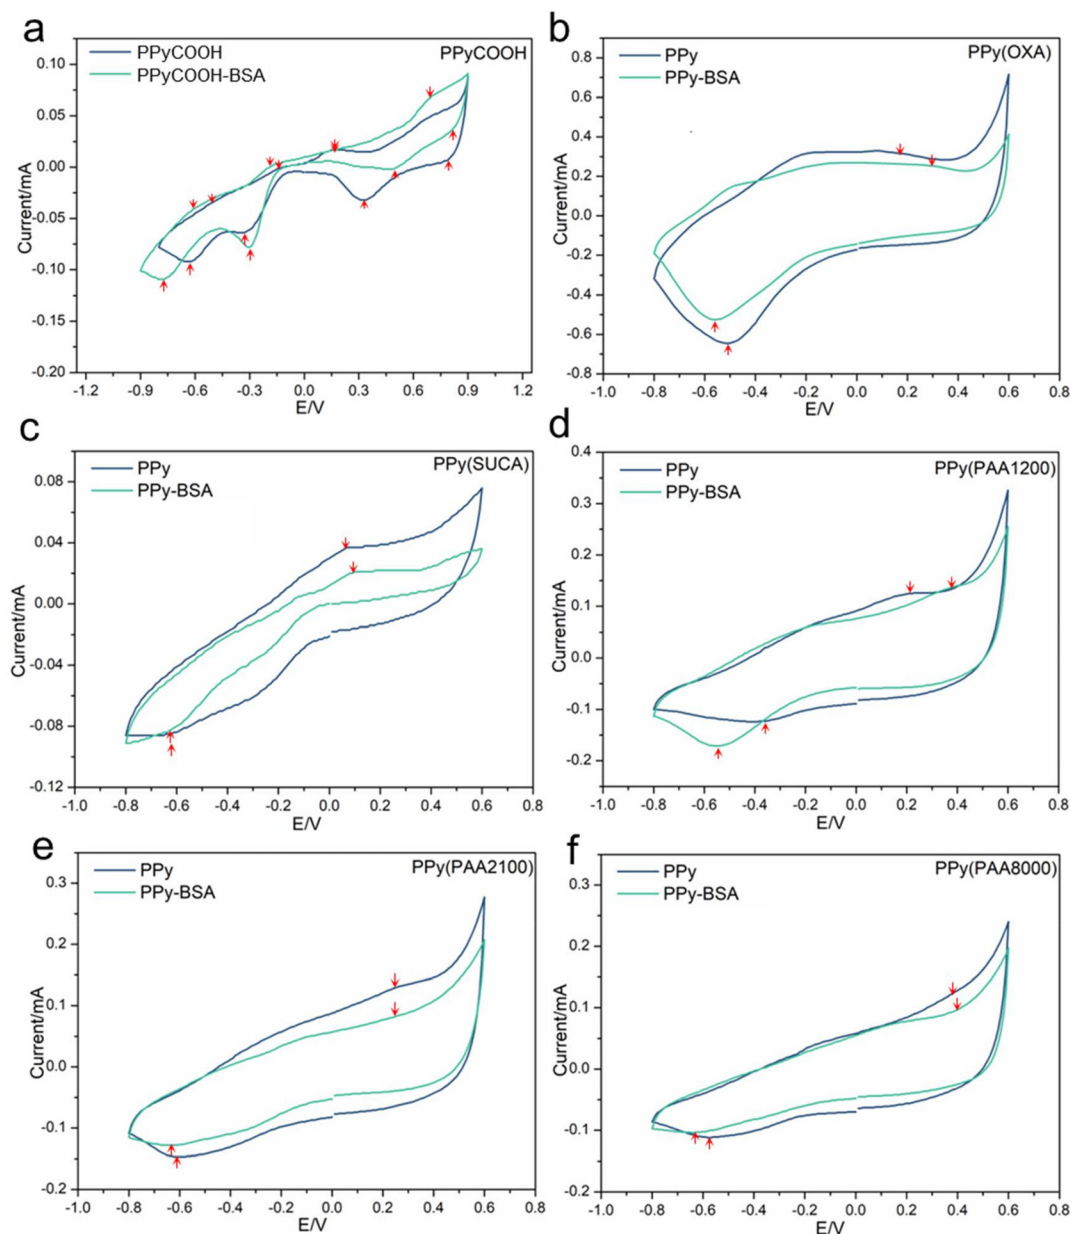 a
PPyCOOH
PPyCOOH
PPyCOOH-BSA
0.10
0.05
0.00
-0.05
-0.10
-0.15
-0.20
Current/mA
-1.2 -0.9 -0.6 -0.3 0.0 0.3 0.6 0.9 1.2
E/V
b
PPy(OXA)
PPy
PPy-BSA
0.8
0.6
0.4
0.2
0.0
-0.2
-0.4
-0.6
-0.8
Current/mA
-1.0 -0.8 -0.6 -0.4 -0.2 0.0 0.2 0.4 0.6 0.8
E/V
c
PPy(SUCA)
PPy
PPy-BSA
0.08
0.04
0.00
-0.04
-0.08
-0.12
Current/mA
-1.0 -0.8 -0.6 -0.4 -0.2 0.0 0.2 0.4 0.6 0.8
E/V
d
PPy(PAA1200)
PPy
PPy-BSA
0.4
0.3
0.2
0.1
0.0
-0.1
-0.2
Current/mA
-1.0 -0.8 -0.6 -0.4 -0.2 0.0 0.2 0.4 0.6 0.8
E/V
e
PPy(PAA2100)
PPy
PPy-BSA
0.3
0.2
0.1
0.0
-0.1
-0.2
Current/mA
-1.0 -0.8 -0.6 -0.4 -0.2 0.0 0.2 0.4 0.6 0.8
E/V
f
PPy(PAA8000)
PPy
PPy-BSA
0.3
0.2
0.1
0.0
-0.1
-0.2
Current/mA
-1.0 -0.8 -0.6 -0.4 -0.2 0.0 0.2 0.4 0.6 0.8
E/V